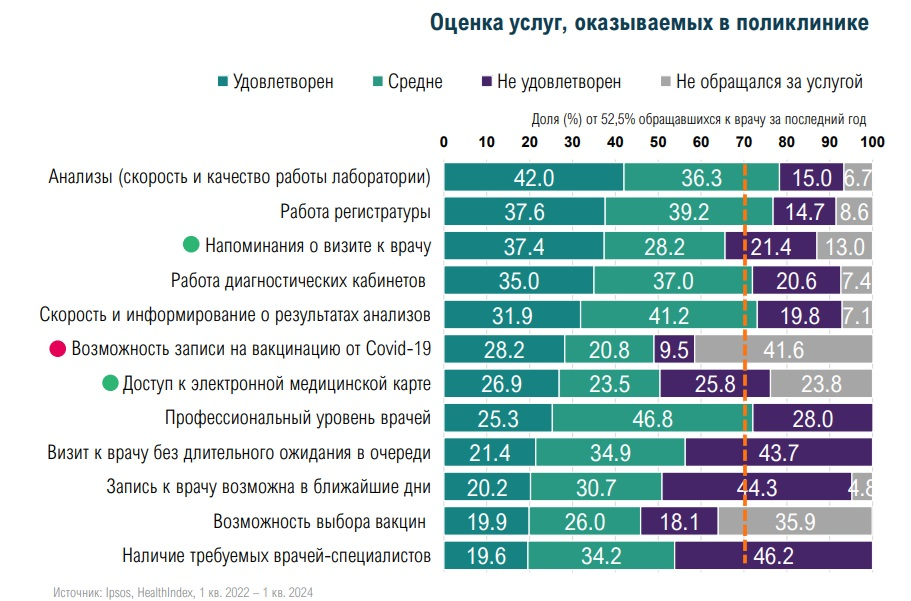 Оценка услуг, оказываемых в поликлинике
Удовлетворен Средне Не удовлетворен Не обращался за услугой
Доля (%) от 52,5% обращавшихся к врачу за последний год
0 10 20 30 40 50 60 70 80 90 100
Анализы (скорость и качество работы лаборатории) 42.0 36.3 15.0 6.7
Работа регистратуры 37.6 39.2 14.7 8.6
Напоминания о визите к врачу 37.4 28.2 21.4 13.0
Работа диагностических кабинетов 35.0 37.0 20.6 7.4
Скорость и информирование о результатах анализов 31.9 41.2 19.8 7.1
Возможность записи на вакцинацию от Covid-19 28.2 20.8 9.5 41.6
Доступ к электронной медицинской карте 26.9 23.5 25.8 23.8
Профессиональный уровень врачей 25.3 46.8 28.0
Визит к врачу без длительного ожидания в очереди 21.4 34.9 43.7
Запись к врачу возможна в ближайшие дни 20.2 30.7 44.3 4.8
Возможность выбора вакцин 19.9 26.0 18.1 35.9
Наличие требуемых врачей-специалистов 19.6 34.2 46.2
Источник: Ipsos, HealthIndex, 1 кв. 2022 – 1 кв. 2024